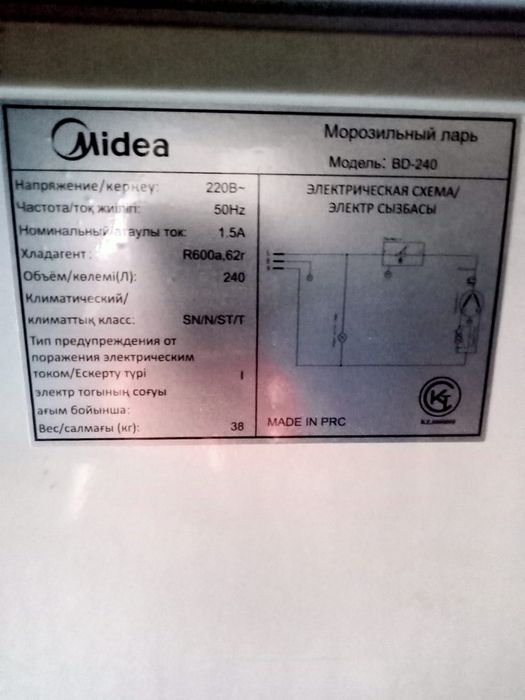 Midea
Морозильный ларь
Модель: BD-240
Напряжение/кернеу: 220В~
Частота/тоқ жиілігі: 50Hz
Номинальный/атаулы ток: 1.5A
Хладагент: R600a,62г
Объём/көлемі(Л): 240
Климатический/
климаттық класс: SN/N/ST/T
Тип предупреждения от
поражения электрическим
током/Ескерту түрі I
электр тогының соғуы
ағым бойынша:
Вес/салмағы (кг): 38
ЭЛЕКТРИЧЕСКАЯ СХЕМА/
ЭЛЕКТР СЫЗБАСЫ
MADE IN PRC